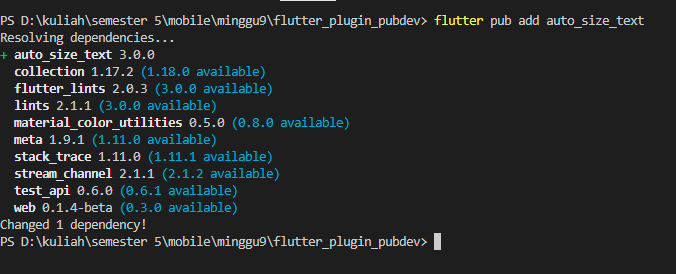 PS D:\kuliah\semester 5\mobile\minggu9\flutter_plugin_pubdev> flutter pub add auto_size_text
Resolving dependencies...
+ auto_size_text 3.0.0
  collection 1.17.2 (1.18.0 available)
  flutter_lints 2.0.3 (3.0.0 available)
  lints 2.1.1 (3.0.0 available)
  material_color_utilities 0.5.0 (0.8.0 available)
  meta 1.9.1 (1.11.0 available)
  stack_trace 1.11.0 (1.11.1 available)
  stream_channel 2.1.1 (2.1.2 available)
  test_api 0.6.0 (0.6.1 available)
  web 0.1.4-beta (0.3.0 available)
Changed 1 dependency!
PS D:\kuliah\semester 5\mobile\minggu9\flutter_plugin_pubdev>